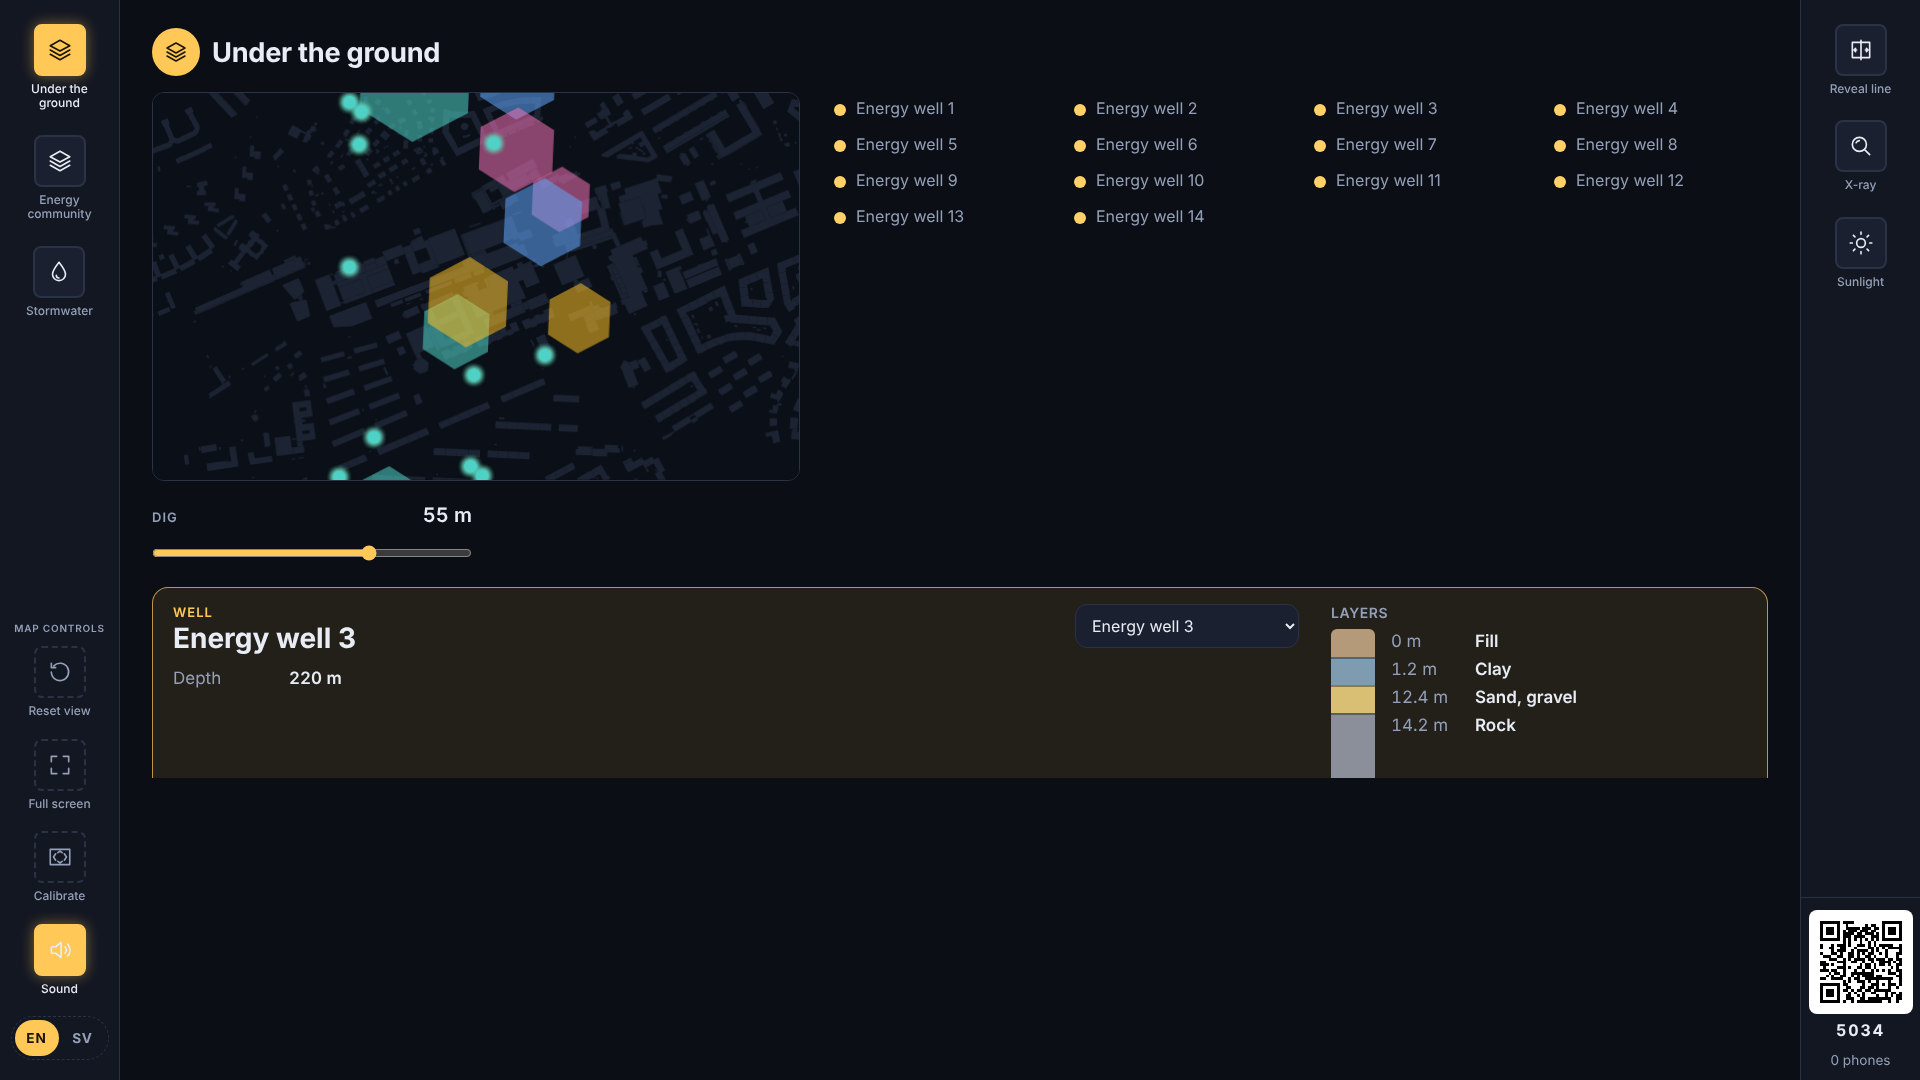 Under the
ground
Energy
community
Stormwater
MAP CONTROLS
Reset view
Full screen
Calibrate
Sound
EN SV
Under the ground
Energy well 1
Energy well 2
Energy well 3
Energy well 4
Energy well 5
Energy well 6
Energy well 7
Energy well 8
Energy well 9
Energy well 10
Energy well 11
Energy well 12
Energy well 13
Energy well 14
DIG 55 m
WELL
Energy well 3
Depth 220 m
Energy well 3
LAYERS
0 m Fill
1.2 m Clay
12.4 m Sand, gravel
14.2 m Rock
Reveal line
X-ray
Sunlight
5034
0 phones